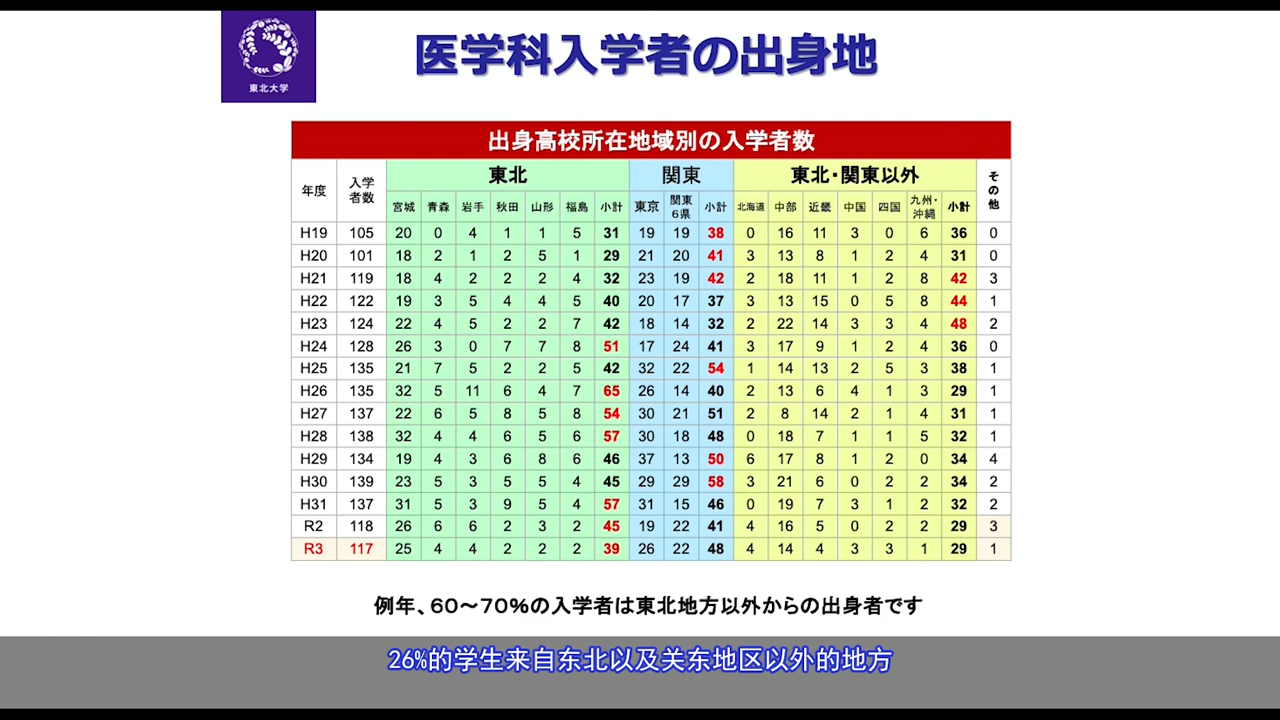 東北大学
医学科入学者の出身地
出身高校所在地域別の入学者数
年度 入学者数 東北 関東 東北・関東以外 その他
宮城 青森 岩手 秋田 山形 福島 小計 東京 関東6県 小計 北海道 中部 近畿 中国 四国 九州・沖縄 小計
H19 105 20 0 4 1 1 5 31 19 19 38 0 16 11 3 0 6 36 0
H20 101 18 2 1 2 5 1 29 21 20 41 3 13 8 1 2 4 31 0
H21 119 18 4 2 2 2 4 32 23 19 42 2 18 11 1 2 8 42 3
H22 122 19 3 5 4 4 5 40 20 17 37 3 13 15 0 5 8 44 1
H23 124 22 4 5 2 2 7 42 18 14 32 2 22 14 3 3 4 48 2
H24 128 26 3 0 7 7 8 51 17 24 41 3 17 9 1 2 4 36 0
H25 135 21 7 5 2 2 5 42 32 22 54 1 14 13 2 5 3 38 1
H26 135 32 5 11 6 4 7 65 26 14 40 2 13 6 4 1 3 29 1
H27 137 22 6 5 8 5 8 54 30 21 51 2 8 14 2 1 4 31 1
H28 138 32 4 4 6 5 6 57 30 18 48 0 18 7 1 1 5 32 1
H29 134 19 4 3 6 8 6 46 37 13 50 6 17 8 1 2 0 34 4
H30 139 23 5 3 5 5 4 45 29 29 58 3 21 6 0 2 2 34 2
H31 137 31 5 3 9 5 4 57 31 15 46 0 19 7 3 1 2 32 2
R2 118 26 6 6 2 3 2 45 19 22 41 4 16 5 0 2 2 29 3
R3 117 25 4 4 2 2 2 39 26 22 48 4 14 4 3 3 1 29 1
例年、60～70%の入学者は東北地方以外からの出身者です
26%的学生来自东北以及关东地区以外的地方